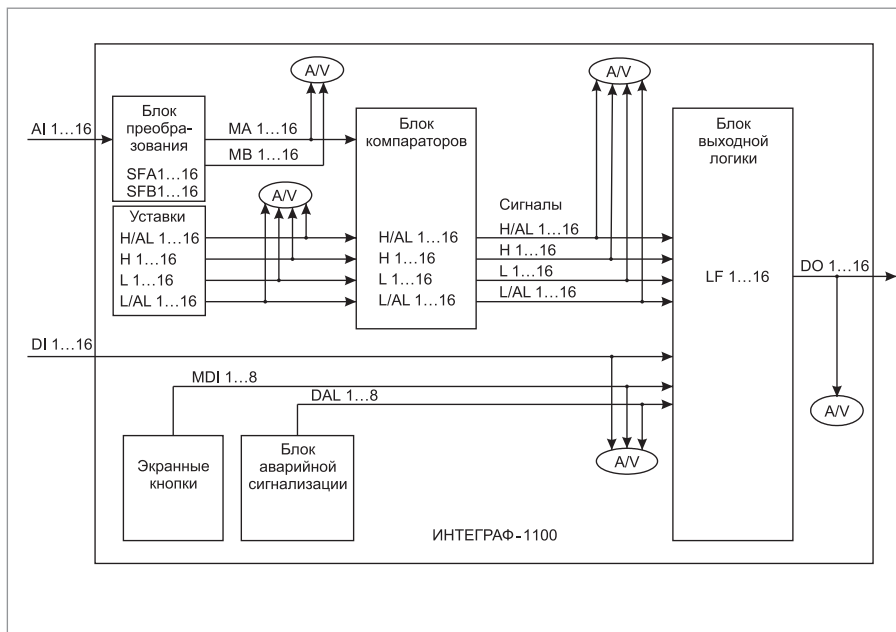 A/V
A/V
AI 1...16
Блок
преобра-
зования
SFA1...16
SFB1...16
MA 1...16
MB 1...16
Блок
компараторов
Блок
выходной
логики
A/V
Уставки
H/AL 1...16
H 1...16
L 1...16
L/AL 1...16
H/AL 1...16
H 1...16
L 1...16
L/AL 1...16
Сигналы
H/AL 1...16
H 1...16
L 1...16
L/AL 1...16
LF 1...16
DO 1...16
DI 1...16
MDI 1...8
DAL 1...8
A/V
Экранные
кнопки
Блок
аварийной
сигнализации
A/V
ИНТЕГРАФ-1100